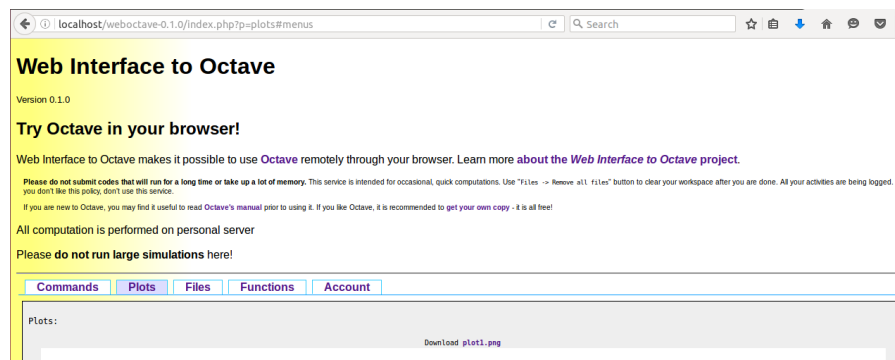 localhost/weboctave-0.1.0/index.php?p=plots#menus
Search
Web Interface to Octave
Version 0.1.0
Try Octave in your browser!
Web Interface to Octave makes it possible to use Octave remotely through your browser. Learn more about the Web Interface to Octave project.
Please do not submit codes that will run for a long time or take up a lot of memory. This service is intended for occasional, quick computations. Use "Files -> Remove all files" button to clear your workspace after you are done. All your activities are being logged.
you don't like this policy, don't use this service.
If you are new to Octave, you may find it useful to read Octave's manual prior to using it. If you like Octave, it is recommended to get your own copy - it is all free!
All computation is performed on personal server
Please do not run large simulations here!
Commands Plots Files Functions Account
Plots:
Download plot1.png